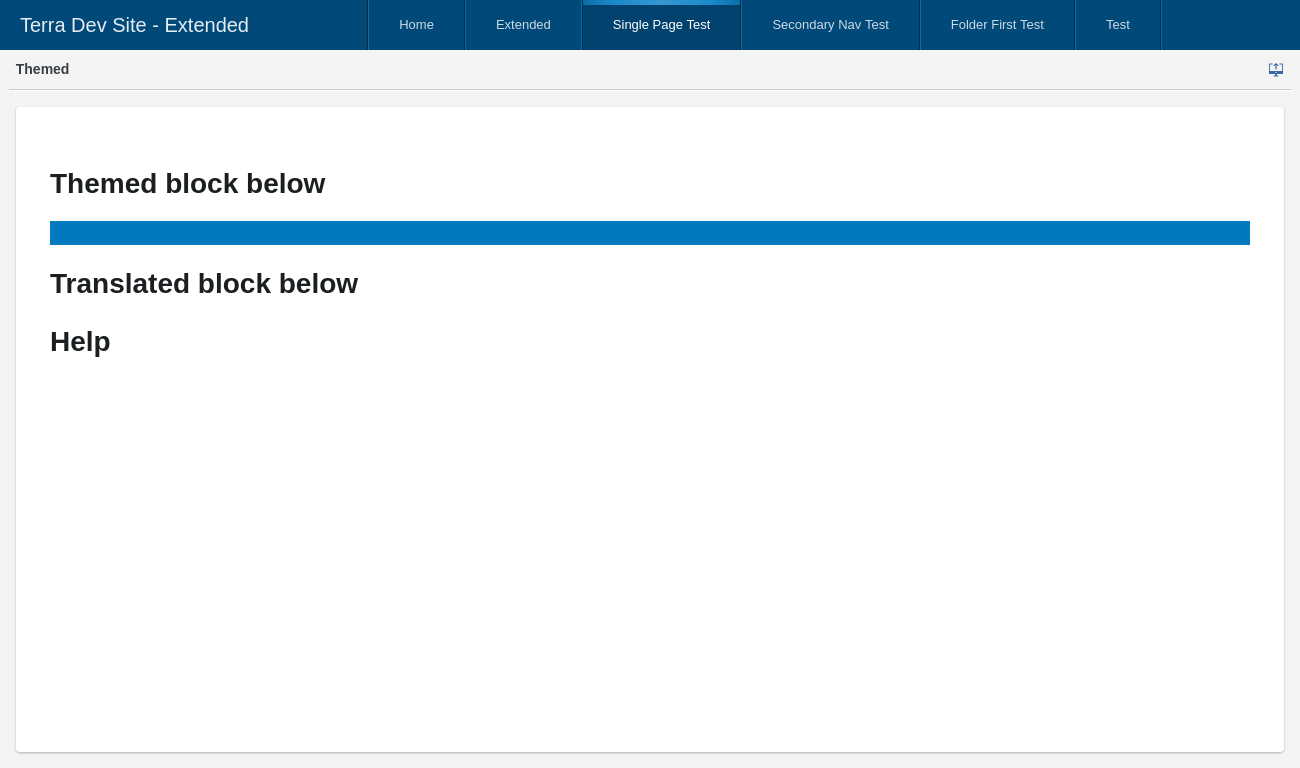 Terra Dev Site - Extended
Home
Extended
Single Page Test
Secondary Nav Test
Folder First Test
Test
Themed
Themed block below
Translated block below
Help